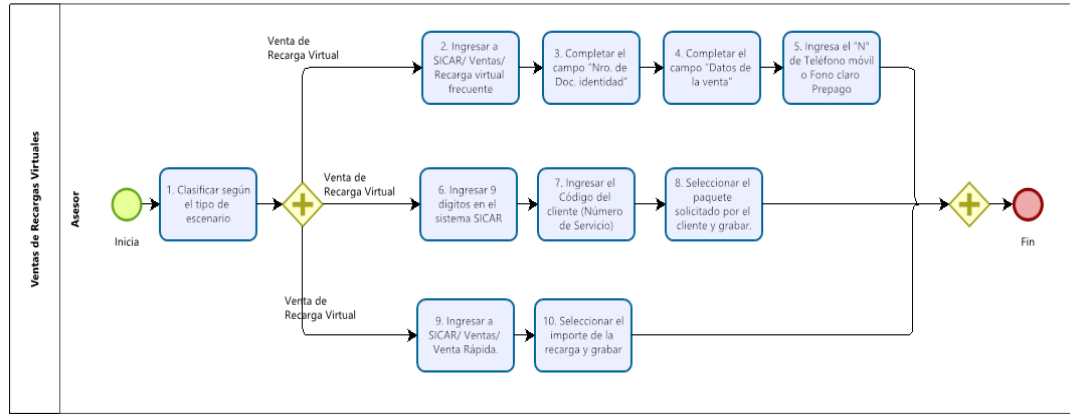 Ventas de Recargas Virtuales
Asesor
Inicia
1. Clasificar según
el tipo de
escenario
Venta de
Recarga Virtual
2. Ingresar a
SICAR/ Ventas/
Recarga virtual
frecuente
3. Completar el
campo "Nro. de
Doc. identidad"
4. Completar el
campo "Datos de
la venta"
5. Ingresa el "N°
de Teléfono móvil
o Fono claro
Prepago
Venta de
Recarga Virtual
6. Ingresar 9
dígitos en el
sistema SICAR
7. Ingresar el
Código del
cliente (Número
de Servicio)
8. Seleccionar el
paquete
solicitado por el
cliente y grabar.
Venta de
Recarga Virtual
9. Ingresar a
SICAR/ Ventas/
Venta Rápida.
10. Seleccionar el
importe de la
recarga y grabar
Fin